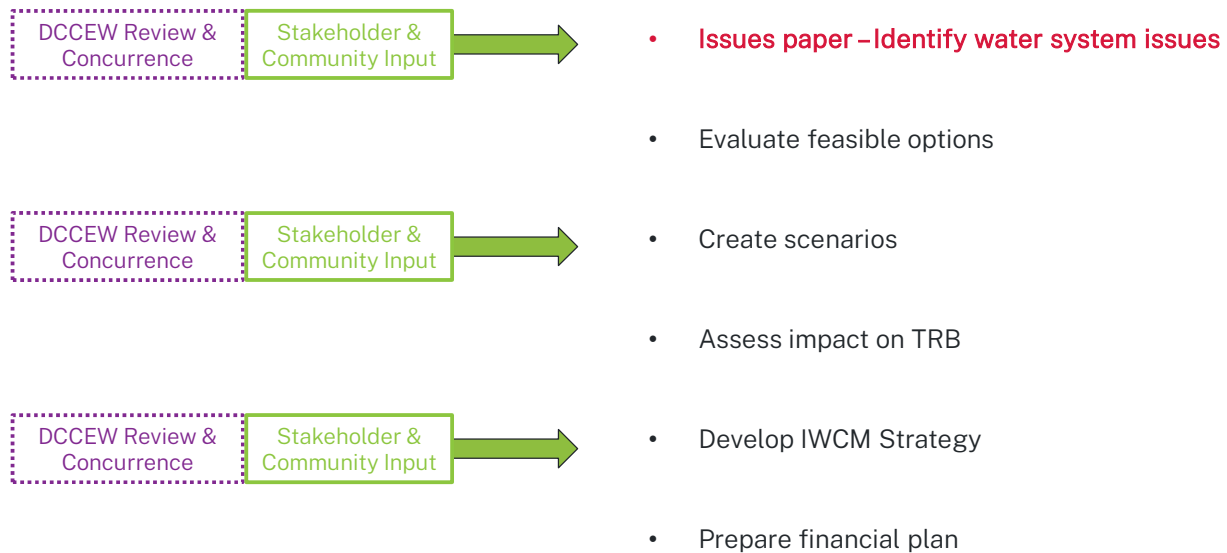 DCCEW Review &
Concurrence
Stakeholder &
Community Input
• Issues paper – Identify water system issues
• Evaluate feasible options
DCCEW Review &
Concurrence
Stakeholder &
Community Input
• Create scenarios
• Assess impact on TRB
DCCEW Review &
Concurrence
Stakeholder &
Community Input
• Develop IWCM Strategy
• Prepare financial plan